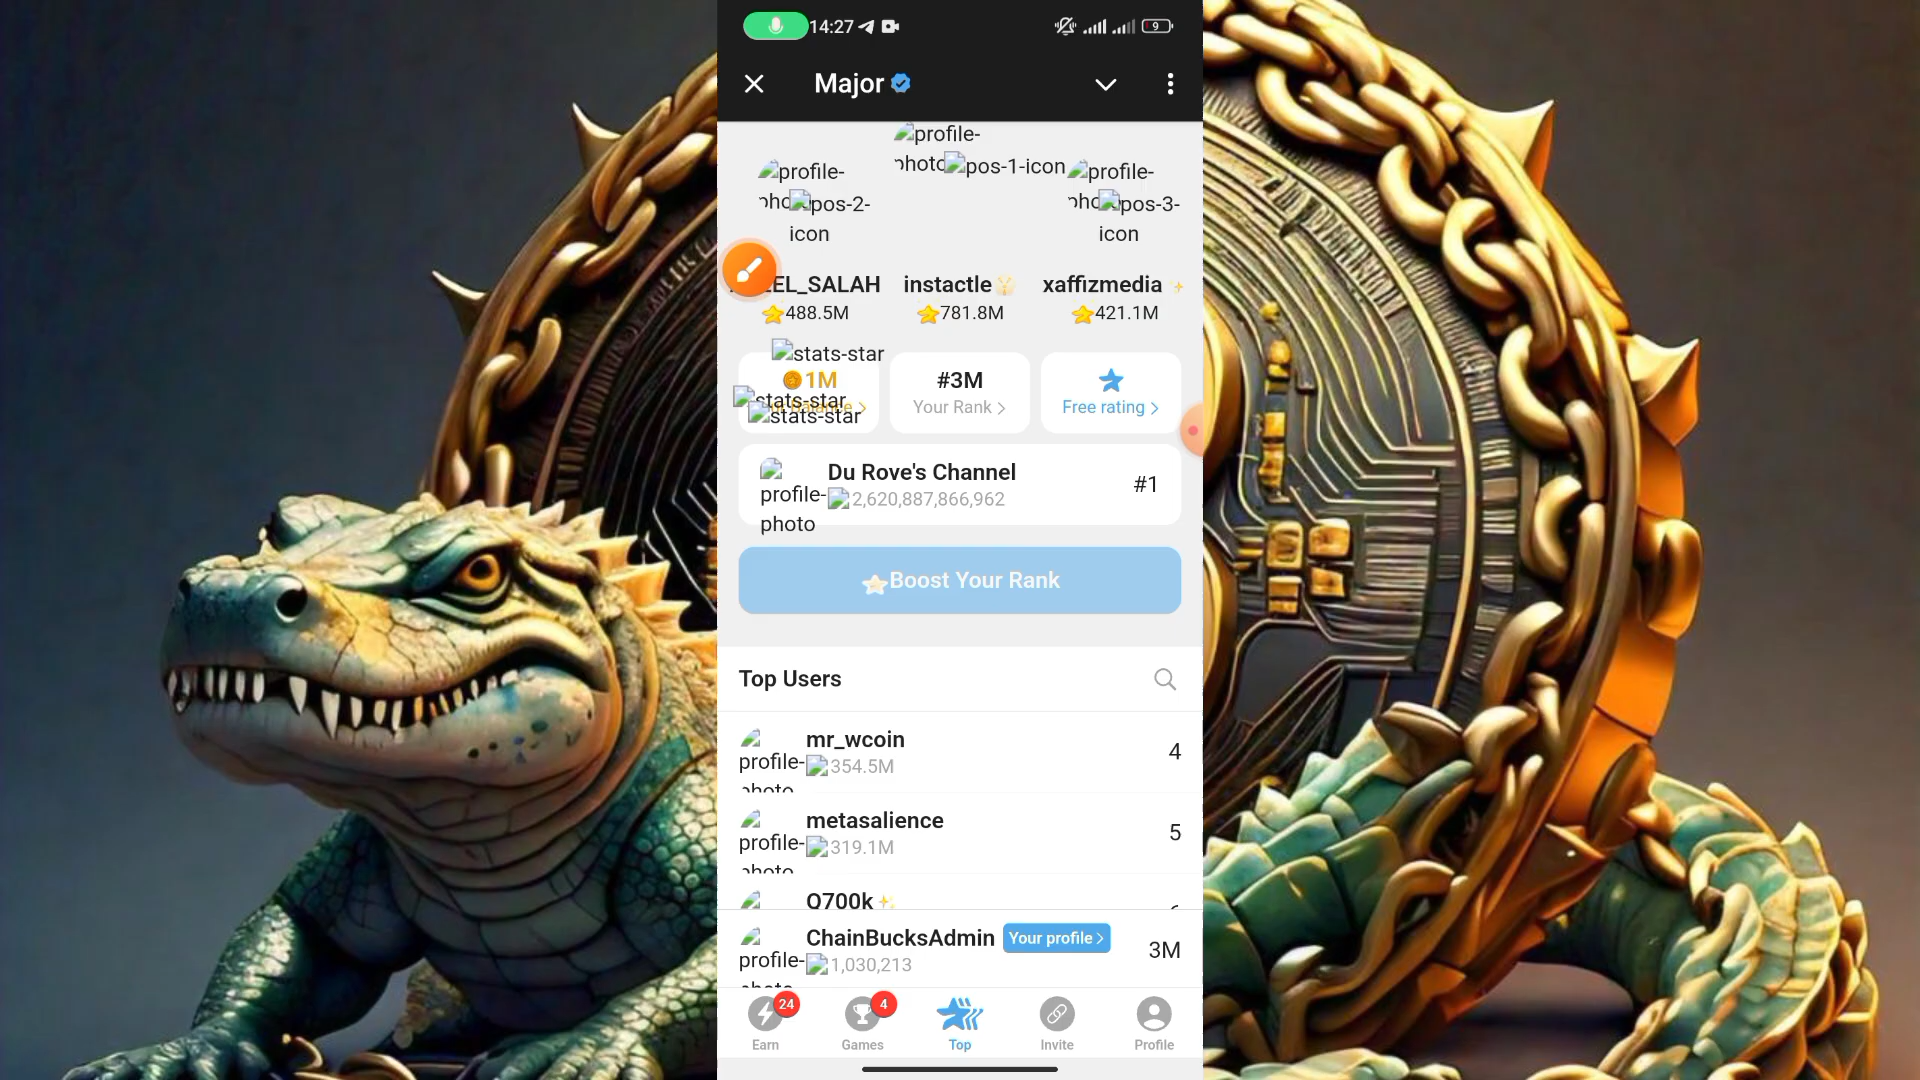 14:27
9
Major
profile-
photo
pos-1-icon
profile-
pos-2-
icon
profile-
pos-3-
icon
EL_SALAH
instactle
xaffizmedia
488.5M
781.8M
421.1M
stats-star
1M
#3M
stats-star
Your Rank >
Free rating >
stats-star
Du Rove's Channel
profile-
photo
2,620,887,866,962
#1
Boost Your Rank
Top Users
mr_wcoin
profile-
photo
354.5M
4
metasalience
profile-
photo
319.1M
5
Q700k
ChainBucksAdmin
Your profile >
profile-
1,030,213
3M
24
4
Earn
Games
Top
Invite
Profile